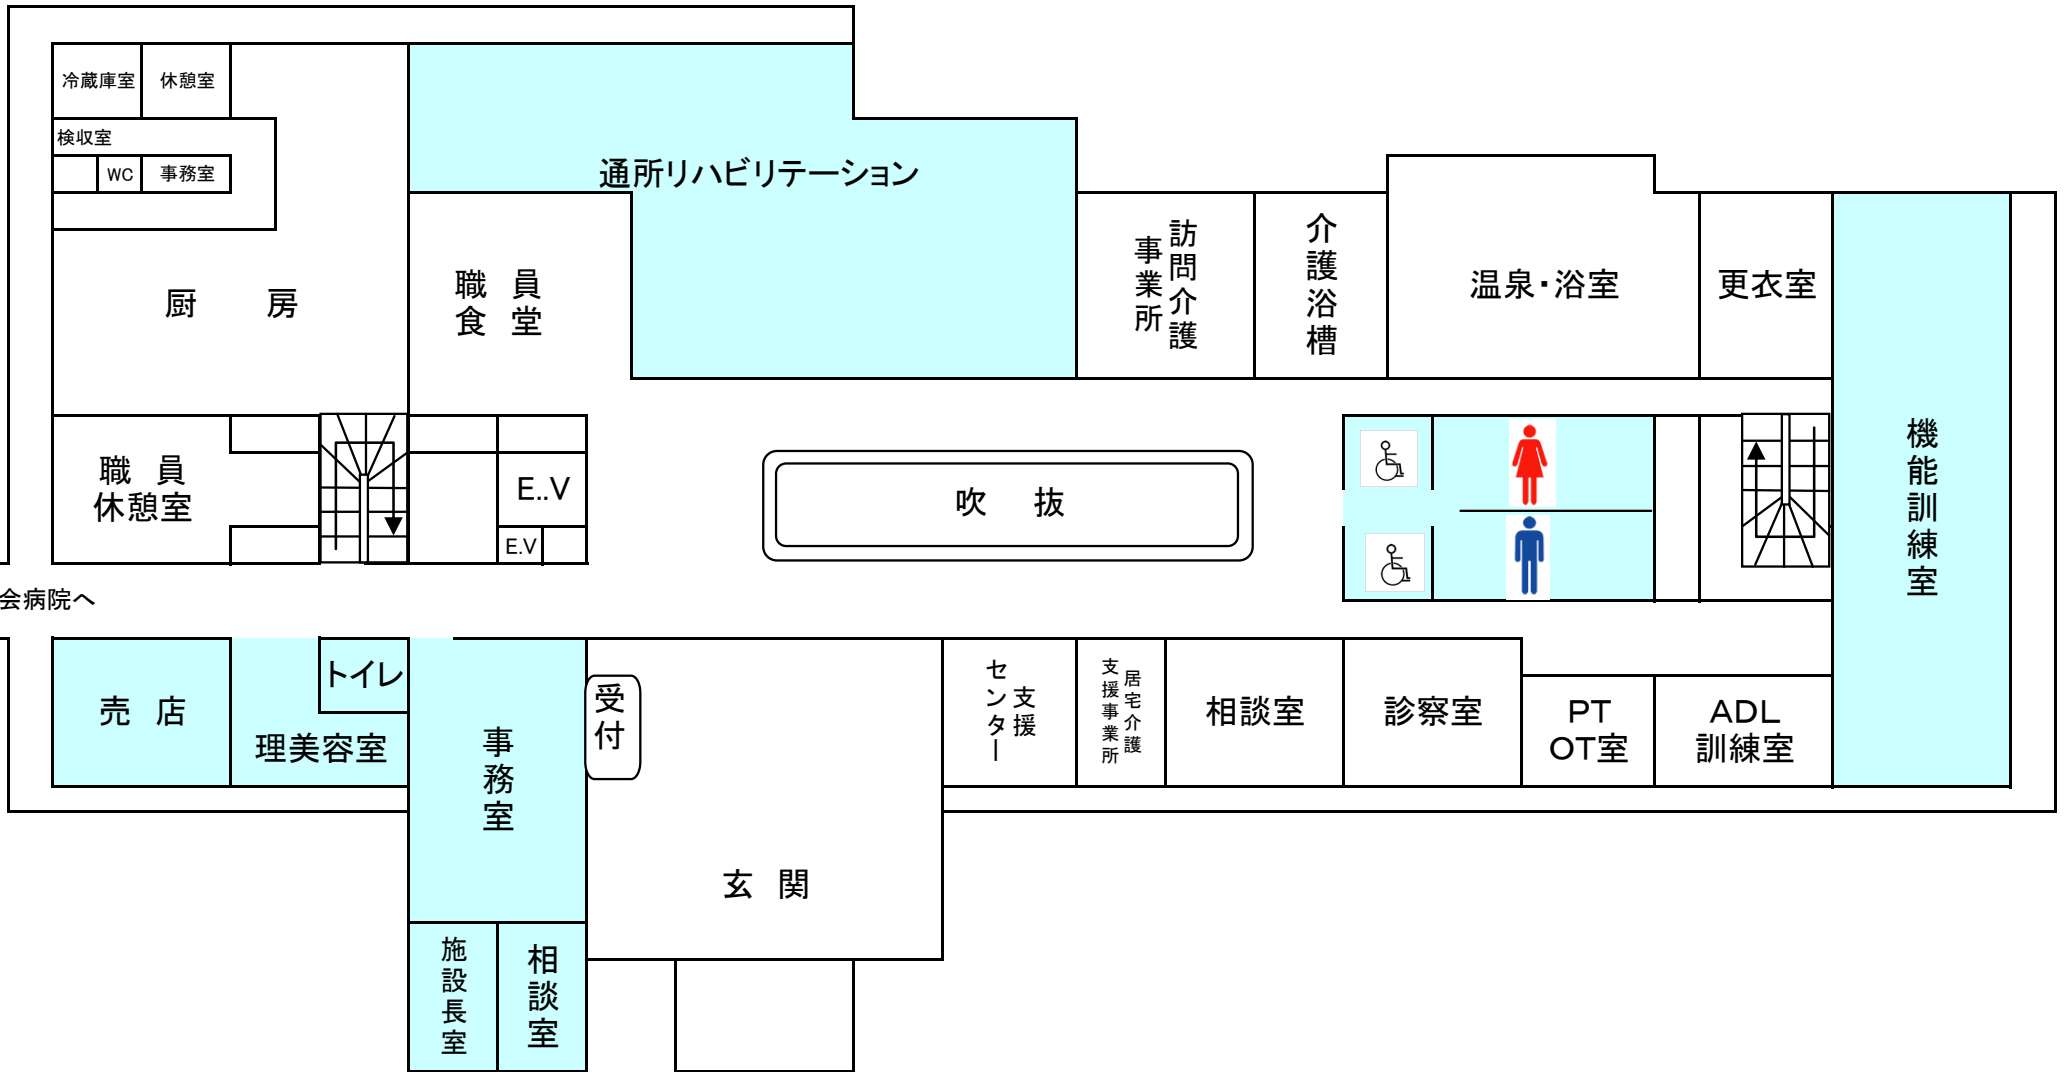 冷蔵庫室
休憩室
検収室
WC
事務室
厨　房
職　員
食　堂
通所リハビリテーション
訪問介護
事業所
介護浴槽
温泉・浴室
更衣室
機能訓練室
職　員
休憩室
E..V
E.V
吹　抜
会病院へ
売　店
トイレ
理美容室
事務室
受付
玄　関
支援
センター
居宅介護
支援事業所
相談室
診察室
PT
OT室
ADL
訓練室
施設長室
相談室